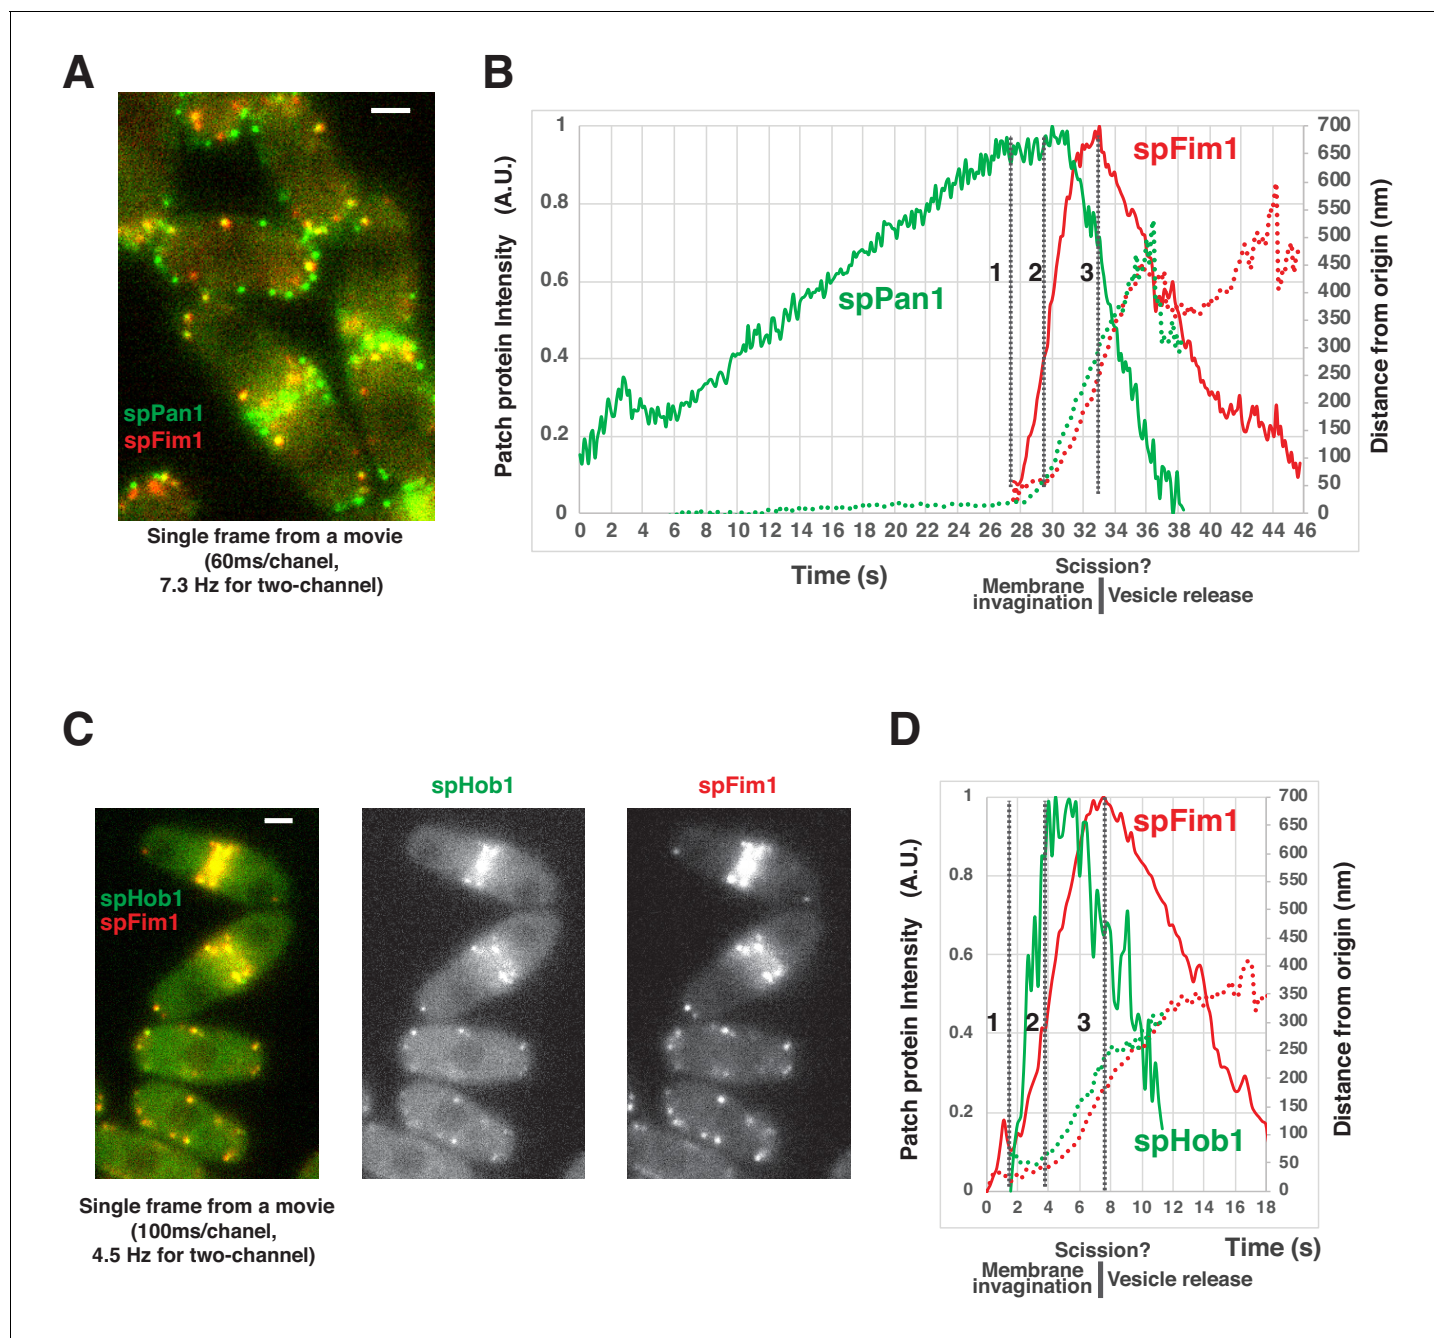 A
spPan1
spFim1
Single frame from a movie
(60ms/chanel,
7.3 Hz for two-channel)
B
Patch protein Intensity (A.U.)
1
0.8
0.6
0.4
0.2
0
spPan1
spFim1
1 2 3
700
650
600
550
500
450
400
350
300
250
200
150
100
50
0
Distance from origin (nm)
0 2 4 6 8 10 12 14 16 18 20 22 24 26 28 30 32 34 36 38 40 42 44 46
Time (s)
Scission?
Membrane
invagination
Vesicle release
C
spHob1
spFim1
spHob1
spFim1
Single frame from a movie
(100ms/chanel,
4.5 Hz for two-channel)
D
Patch protein Intensity (A.U.)
1
0.8
0.6
0.4
0.2
0
spFim1
1 2 3
spHob1
700
650
600
550
500
450
400
350
300
250
200
150
100
50
0
Distance from origin (nm)
0 2 4 6 8 10 12 14 16 18
Scission?
Time (s)
Membrane
invagination
Vesicle release